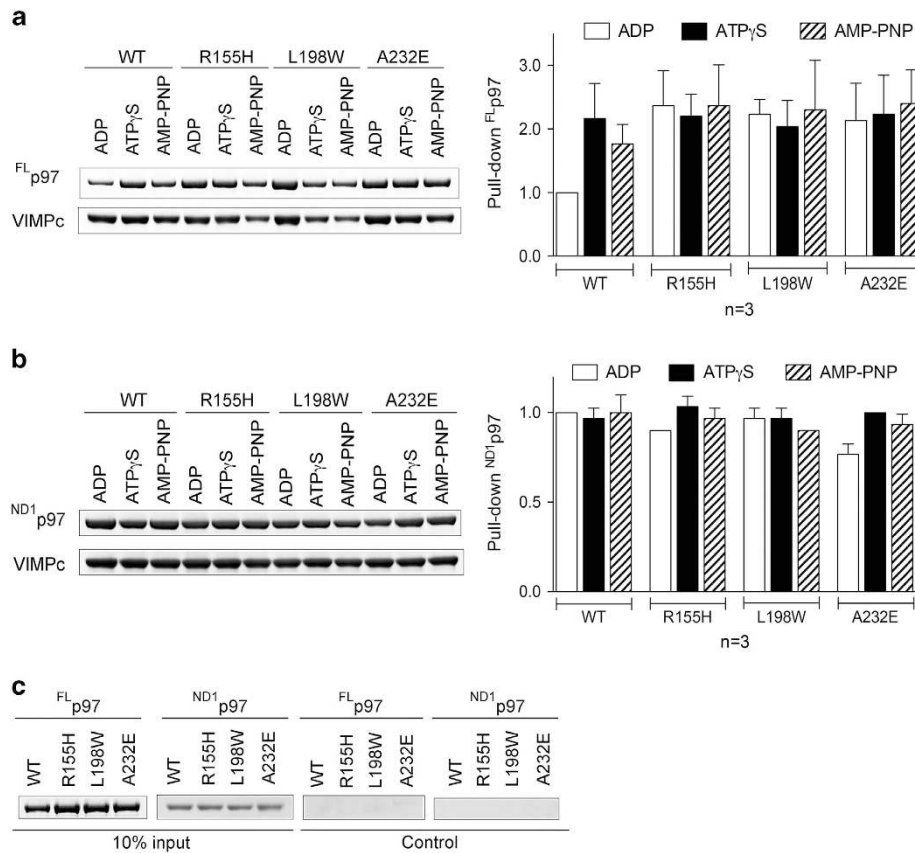 a
WT R155H L198W A232E
ADP ATPγS AMP-PNP ADP ATPγS AMP-PNP ADP ATPγS AMP-PNP ADP ATPγS AMP-PNP
FLp97
VIMPc
ADP ATPγS AMP-PNP
Pull-down FLp97
3.0
2.0
1.0
0.0
WT R155H L198W A232E
n=3
b
WT R155H L198W A232E
ADP ATPγS AMP-PNP ADP ATPγS AMP-PNP ADP ATPγS AMP-PNP ADP ATPγS AMP-PNP
ND1p97
VIMPc
ADP ATPγS AMP-PNP
Pull-down ND1p97
1.0
0.5
0.0
WT R155H L198W A232E
n=3
c
FLp97 ND1p97 FLp97 ND1p97
WT R155H L198W A232E WT R155H L198W A232E WT R155H L198W A232E WT R155H L198W A232E
10% input Control